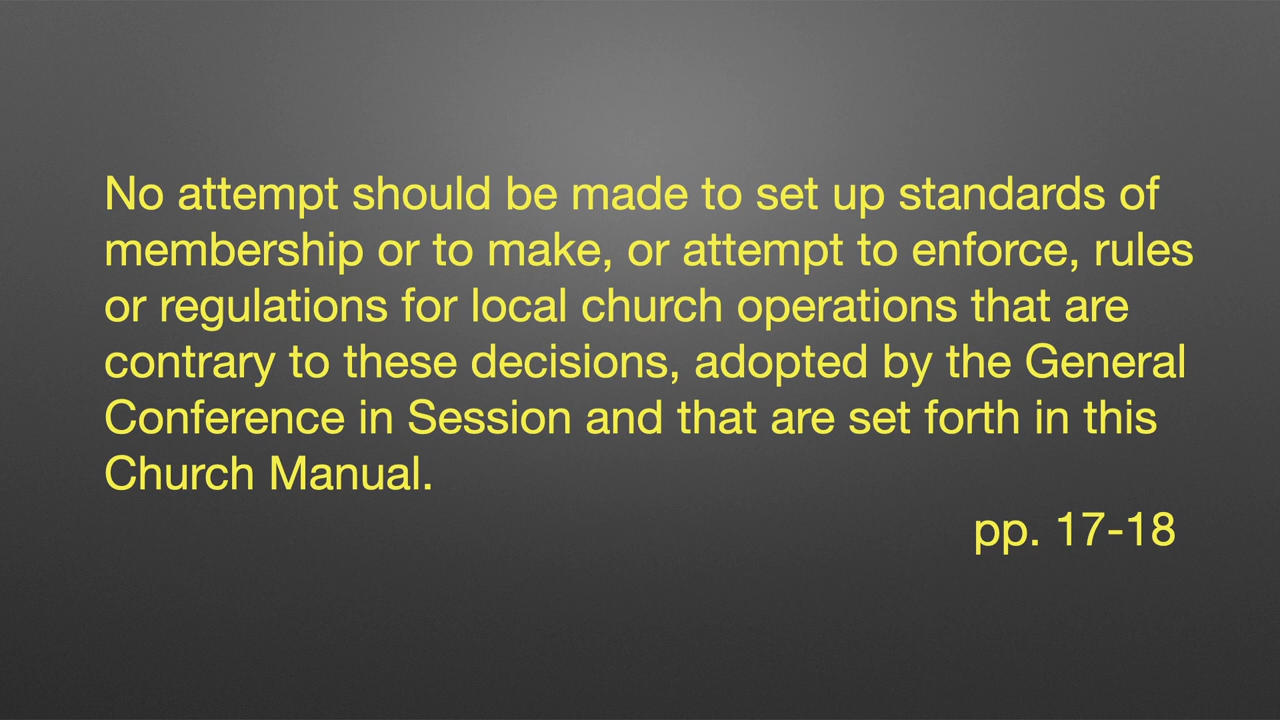 No attempt should be made to set up standards of
membership or to make, or attempt to enforce, rules
or regulations for local church operations that are
contrary to these decisions, adopted by the General
Conference in Session and that are set forth in this
Church Manual.
pp. 17-18